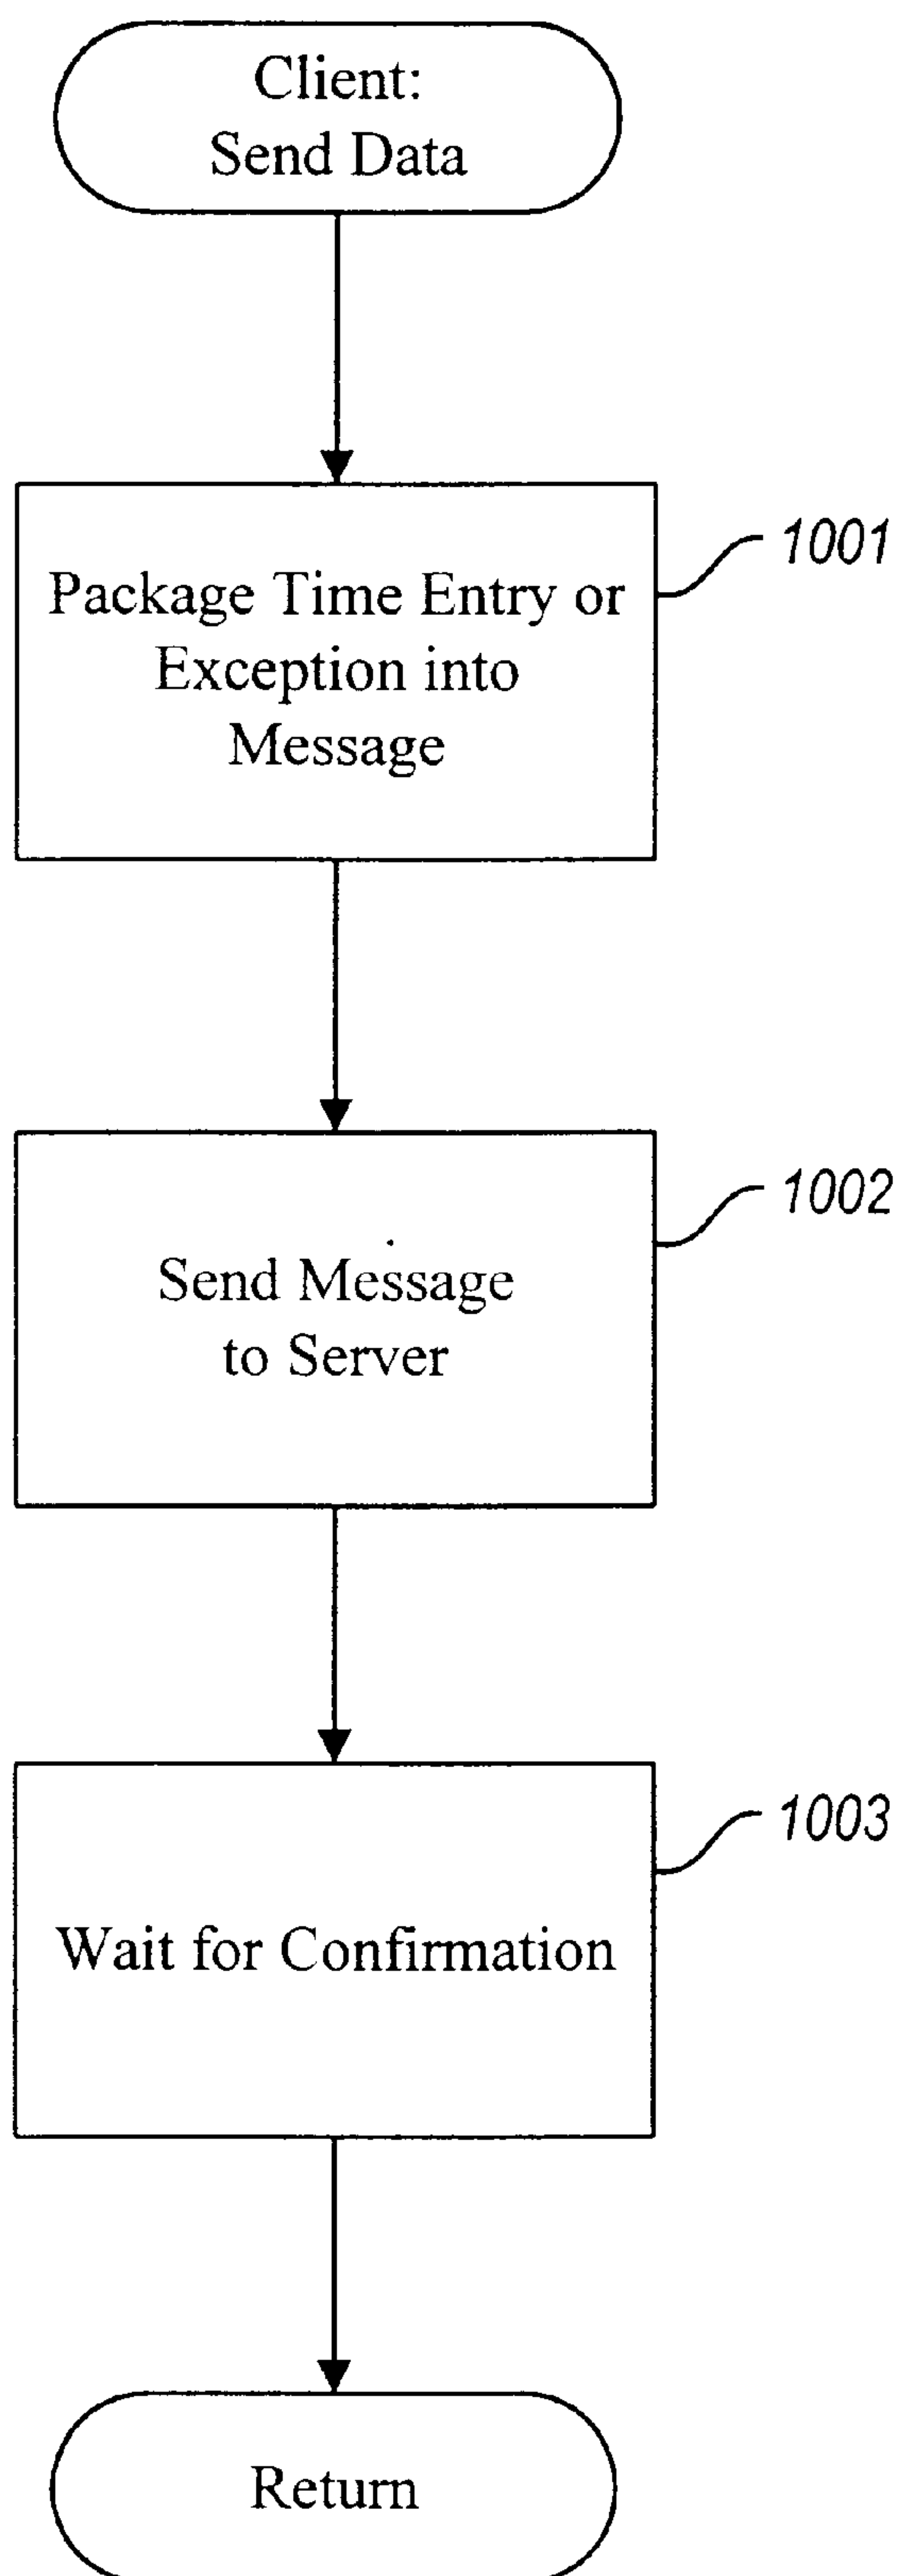 Client:
Send Data
Package Time Entry or
Exception into
Message
1001
Send Message
to Server
1002
Wait for Confirmation
1003
Return